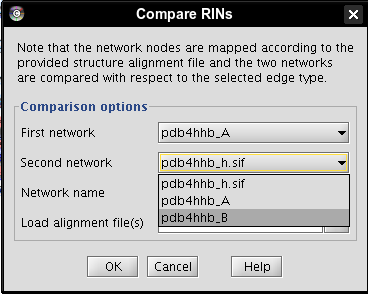 Compare RINs
Note that the network nodes are mapped according to the
provided structure alignment file and the two networks
are compared with respect to the selected edge type.
Comparison options
First network pdb4hhb_A
Second network pdb4hhb_h.sif
pdb4hhb_h.sif
Network name pdb4hhb_A
pdb4hhb_B
Load alignment file(s)
OK Cancel Help